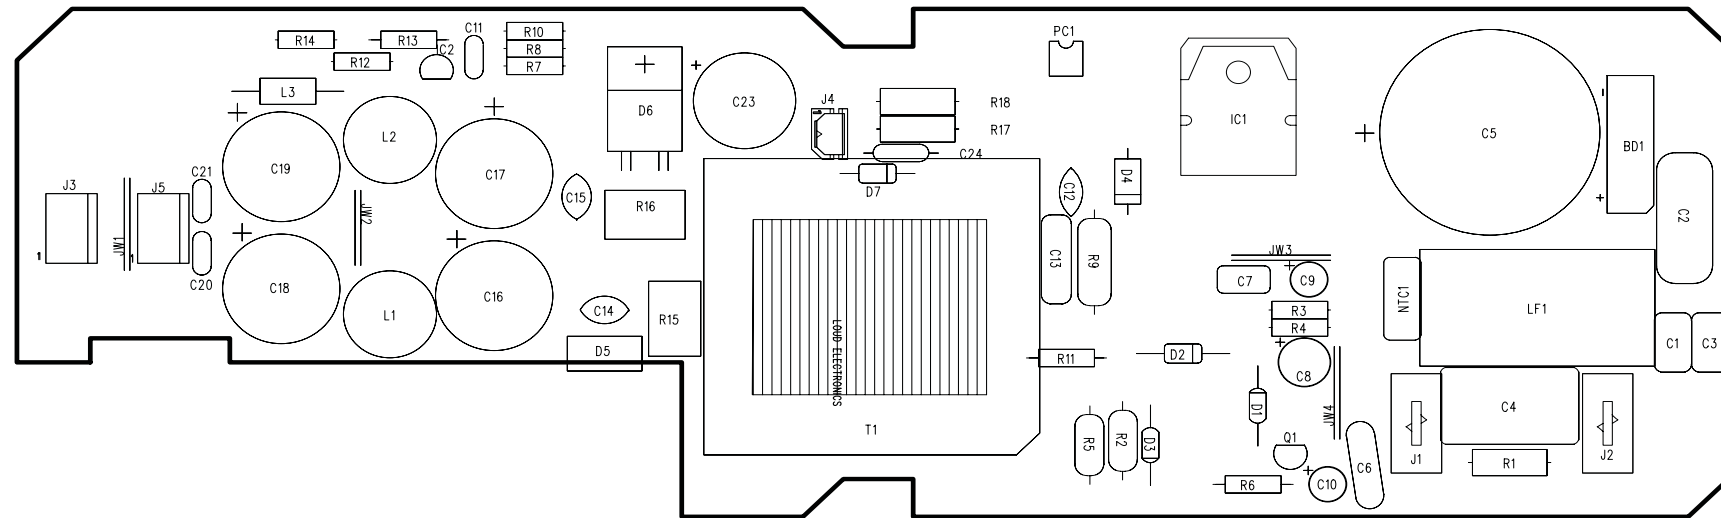 C11
R10
R14
R13
IC2
R8
R12
R7
PC1
L3
J4
R18
D6
C23
R17
L2
IC1
C5
BD1
C24
C19
C21
C17
J3
J5
C15
D7
C12
D4
R16
JW2
C2
JW1
1
1
C20
C13
R9
JW3
C18
C16
C14
L1
R15
C7
C9
NTC1
R3
LF1
R4
LOUD ELECTRONICS
D5
R11
D2
C8
C1
C3
T1
D1
JW4
C4
R5
R2
D3
Q1
J1
J2
R1
R6
C10
C6